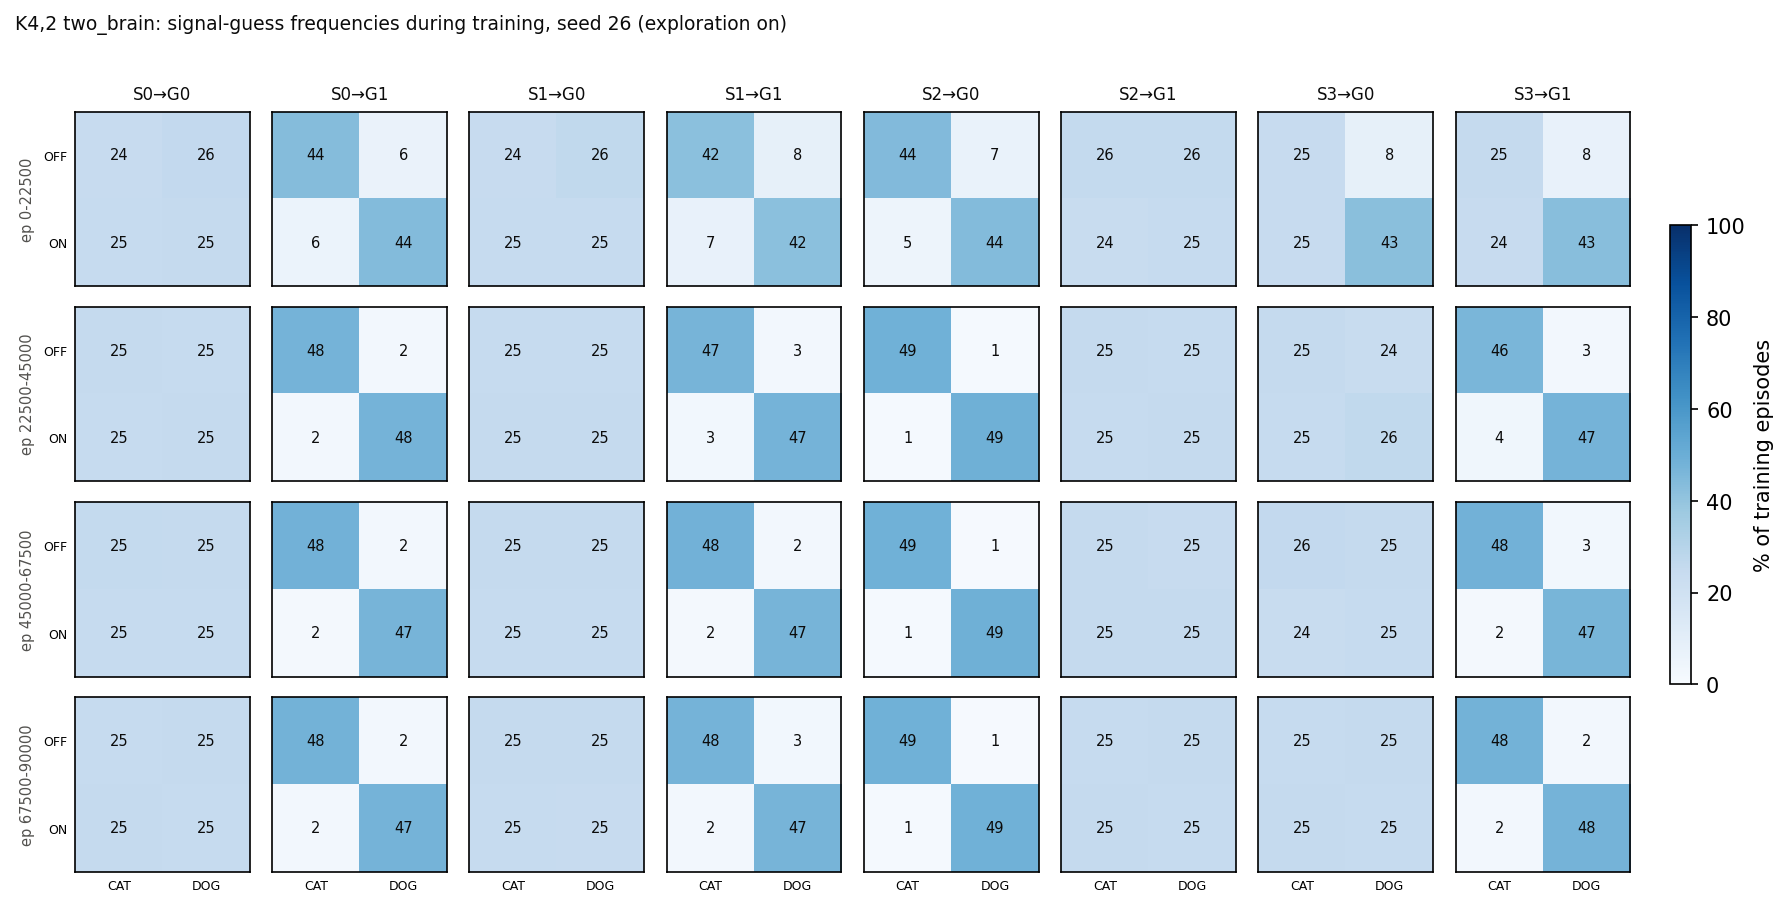 K4,2 two_brain: signal-guess frequencies during training, seed 26 (exploration on)
S0→G0 S0→G1 S1→G0 S1→G1 S2→G0 S2→G1 S3→G0 S3→G1
ep 0-22500
OFF 24 26 44 6 24 26 42 8 44 7 26 26 25 8 25 8
ON 25 25 6 44 25 25 7 42 5 44 24 25 25 43 24 43
ep 22500-45000
OFF 25 25 48 2 25 25 47 3 49 1 25 25 25 24 46 3
ON 25 25 2 48 25 25 3 47 1 49 25 25 25 26 4 47
ep 45000-67500
OFF 25 25 48 2 25 25 48 2 49 1 25 25 26 25 48 3
ON 25 25 2 47 25 25 2 47 1 49 25 25 24 25 2 47
ep 67500-90000
OFF 25 25 48 2 25 25 48 3 49 1 25 25 25 25 48 2
ON 25 25 2 47 25 25 2 47 1 49 25 25 25 25 2 48
CAT DOG CAT DOG CAT DOG CAT DOG CAT DOG CAT DOG CAT DOG CAT DOG
100
80
60
40
20
0
% of training episodes